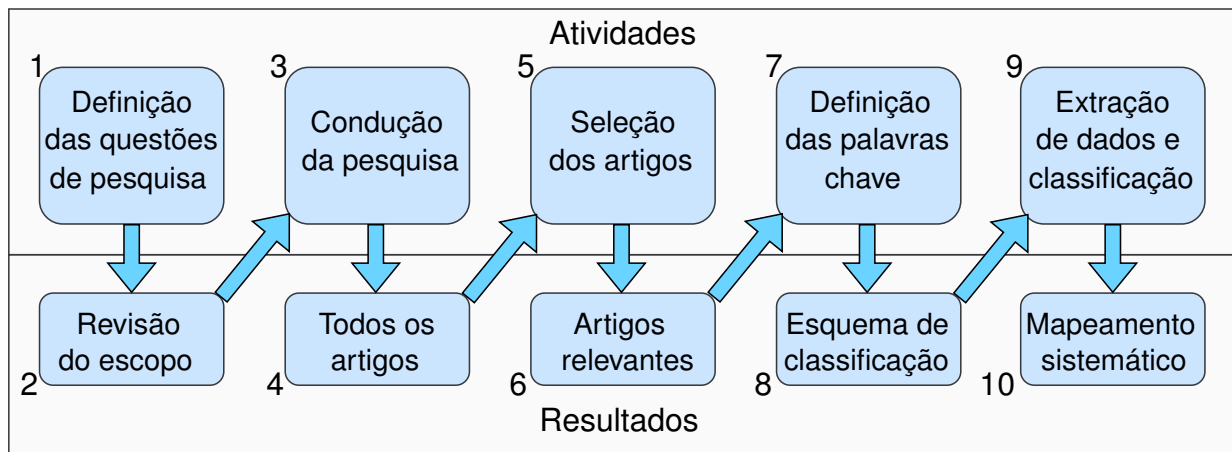 Atividades
1
Definição
das questões
de pesquisa
3
Condução
da pesquisa
5
Seleção
dos artigos
7
Definição
das palavras
chave
9
Extração
de dados e
classificação
2
Revisão
do escopo
4
Todos os
artigos
6
Artigos
relevantes
8
Esquema de
classificação
10
Mapeamento
sistemático
Resultados